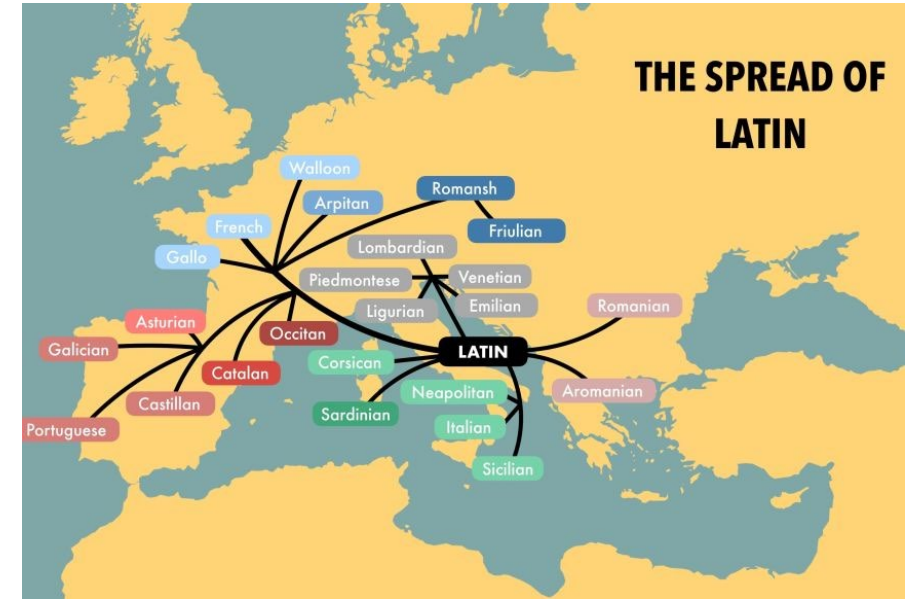 THE SPREAD OF
LATIN
Walloon
Arpitan
Romansh
French
Friulian
Gallo
Lombardian
Piedmontese
Venetian
Ligurian
Emilian
Romanian
Asturian
Occitan
Galician
LATIN
Corsican
Catalan
Castillan
Neapolitan
Aromanian
Sardinian
Italian
Portuguese
Sicilian